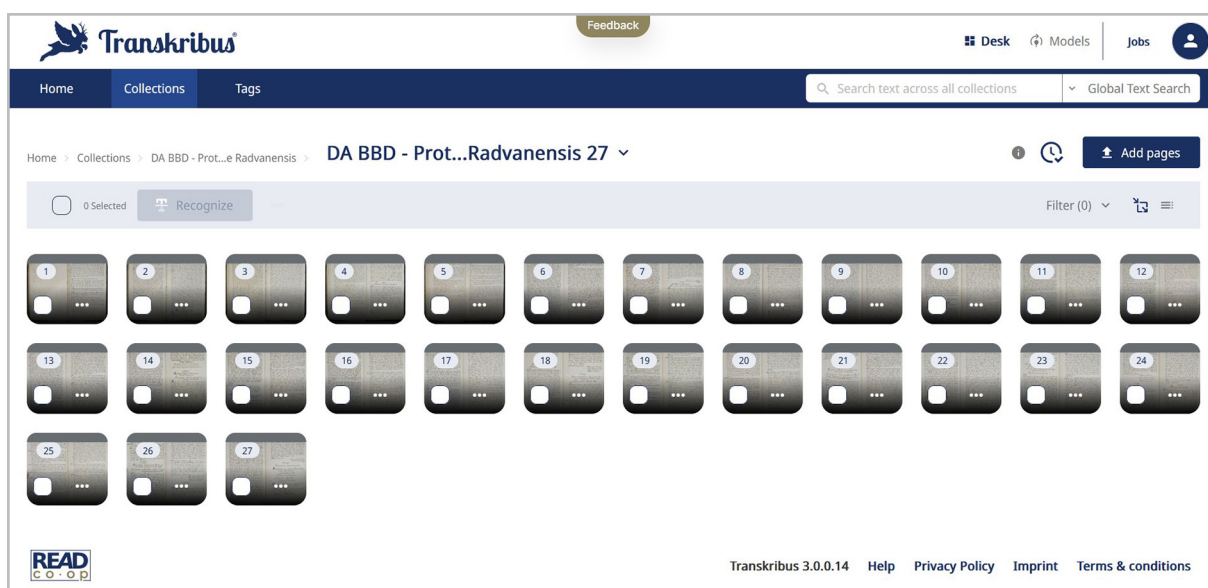 Feedback
Transkribus
Desk Models Jobs
Home Collections Tags Search text across all collections Global Text Search
Home > Collections > DA BBD - Prot...e Radvanensis > DA BBD - Prot...Radvanensis 27
Add pages
0 Selected Recognize Filter (0)
1 2 3 4 5 6 7 8 9 10 11 12
13 14 15 16 17 18 19 20 21 22 23 24
25 26 27
READ
co·op
Transkribus 3.0.0.14 Help Privacy Policy Imprint Terms & conditions